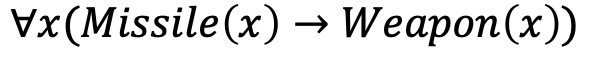 ∀x(Missile(x) → Weapon(x))